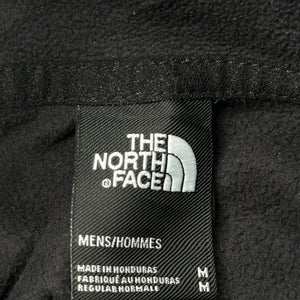 THE
NORTH
® FACE
MENS/HOMMES
MADE IN HONDURAS M
FABRIQUÉ AU HONDURAS M
REGULAR NORMALE M